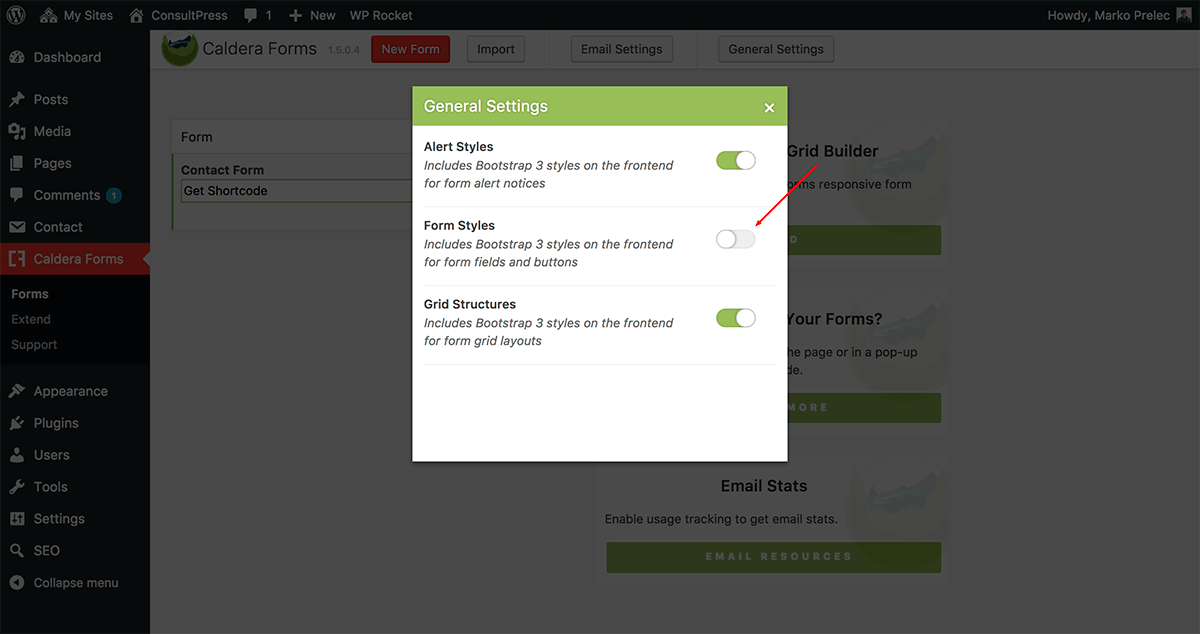 My Sites
ConsultPress
1
New
WP Rocket
Howdy, Marko Prelec
Dashboard
Posts
Media
Pages
Comments 1
Contact
Caldera Forms
Forms
Extend
Support
Appearance
Plugins
Users
Tools
Settings
SEO
Collapse menu
Caldera Forms 1.5.0.4
New Form
Import
Email Settings
General Settings
Form
Contact Form
Get Shortcode
General Settings
×
Alert Styles
Includes Bootstrap 3 styles on the frontend
for form alert notices
Form Styles
Includes Bootstrap 3 styles on the frontend
for form fields and buttons
Grid Structures
Includes Bootstrap 3 styles on the frontend
for form grid layouts
Grid Builder
responsive form
Your Forms?
the page or in a pop-up
MORE
Email Stats
Enable usage tracking to get email stats.
EMAIL RESOURCES